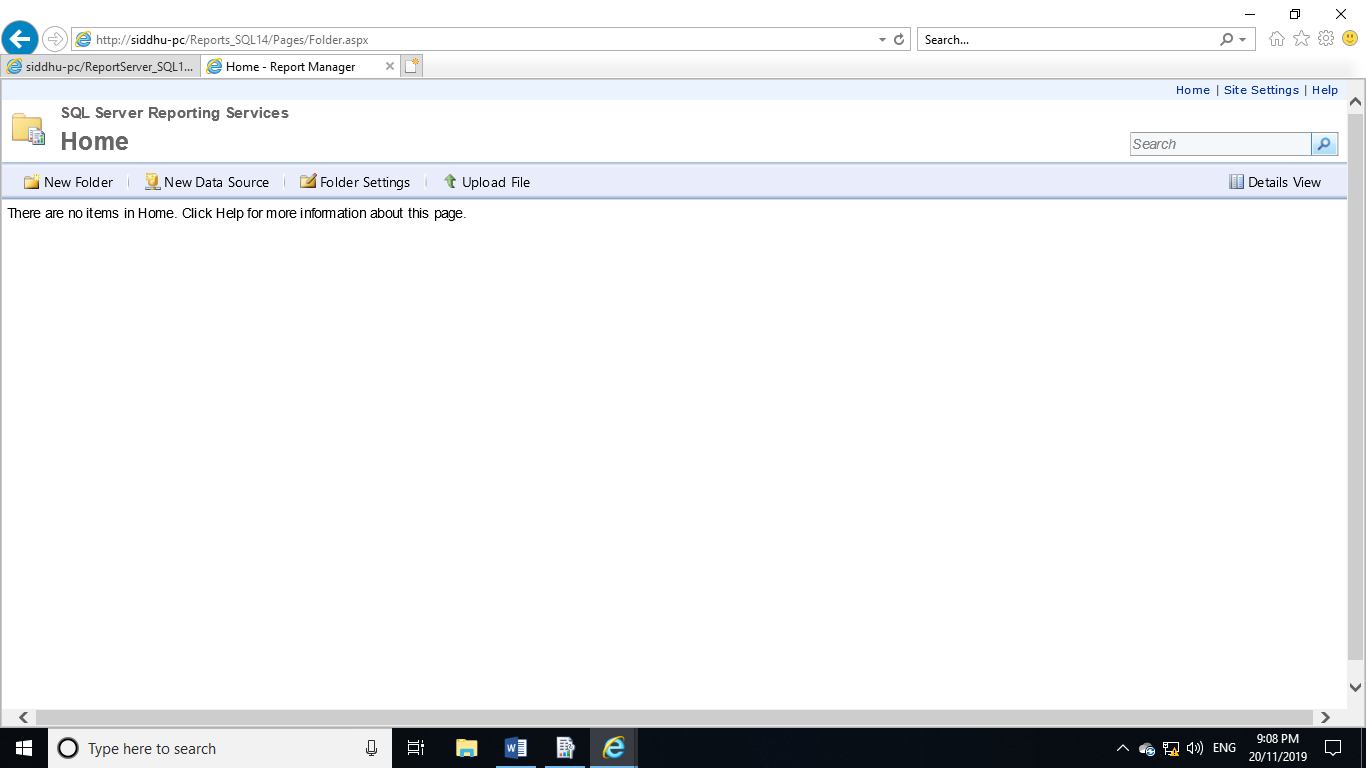 http://siddhu-pc/Reports_SQL14/Pages/Folder.aspx
Search...
siddhu-pc/ReportServer_SQL1...
Home - Report Manager
Home | Site Settings | Help
SQL Server Reporting Services
Home
Search
New Folder
New Data Source
Folder Settings
Upload File
Details View
There are no items in Home. Click Help for more information about this page.
Type here to search
ENG
9:08 PM
20/11/2019